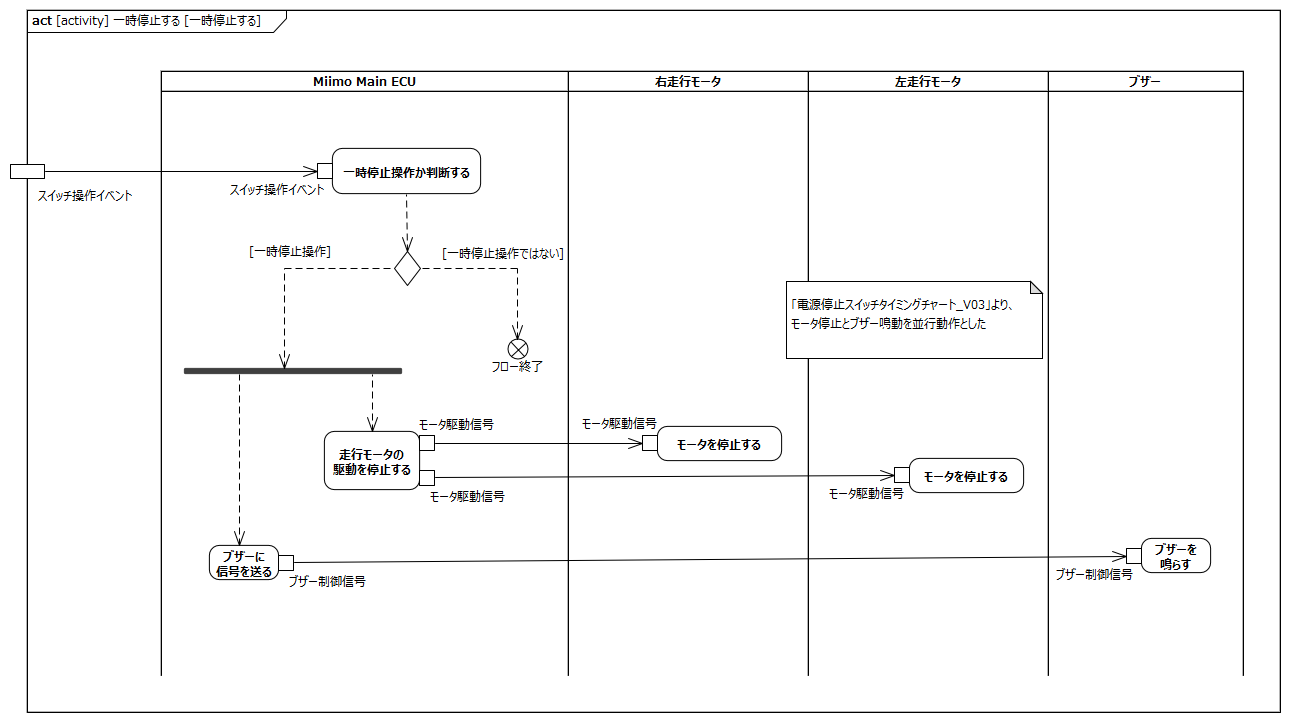 act [activity] 一時停止する [一時停止する]
Miimo Main ECU
右走行モータ
左走行モータ
ブザー
一時停止操作か判断する
スイッチ操作イベント
スイッチ操作イベント
[一時停止操作]
[一時停止操作ではない]
「電源停止スイッチタイミングチャート_V03」より、
モータ停止とブザー鳴動を並行動作とした
フロー終了
モータ駆動信号
モータ駆動信号
走行モータの
駆動を停止する
モータを停止する
モータを停止する
モータ駆動信号
モータ駆動信号
ブザーに
信号を送る
ブザーを
鳴らす
ブザー制御信号
ブザー制御信号